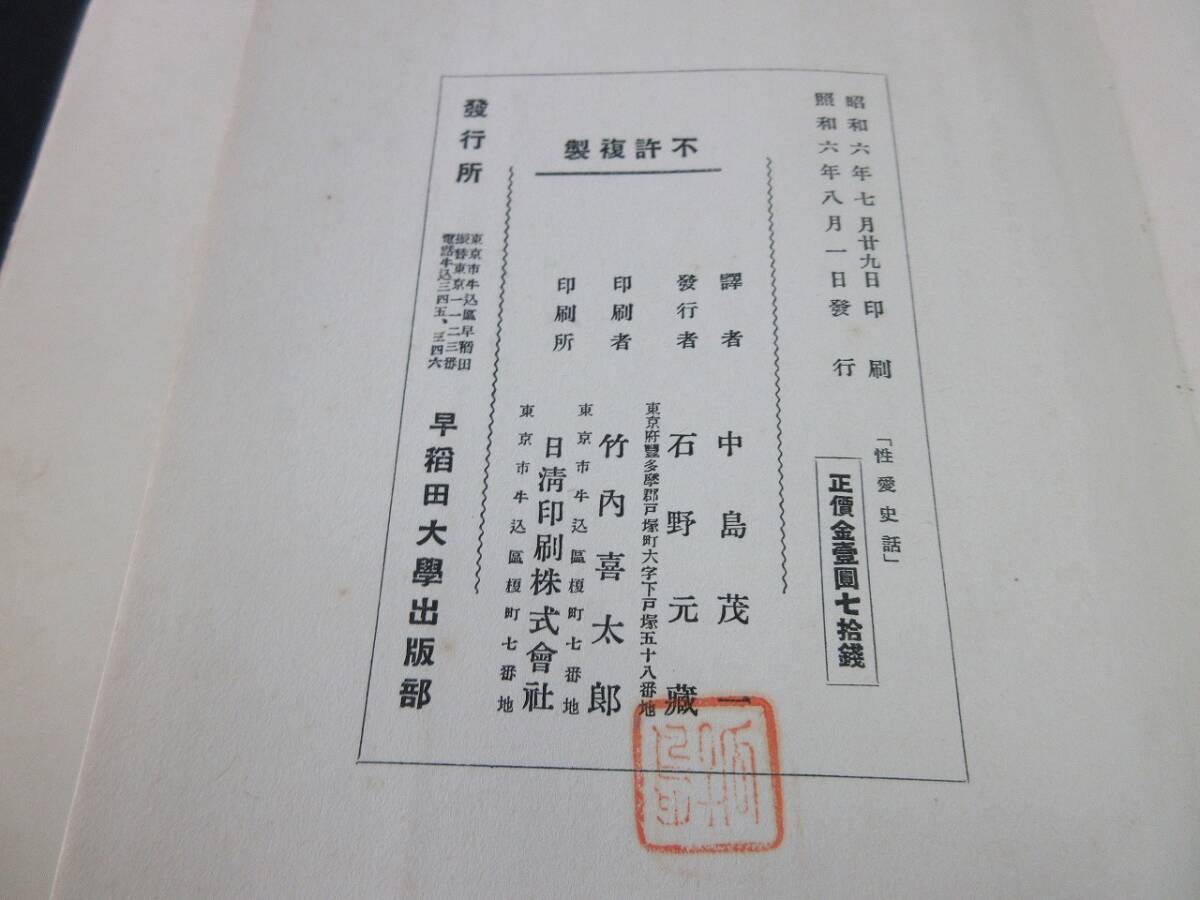 昭和六年七月廿九日印刷
昭和六年八月一日發行
「性愛史話」
正價金壹圓七拾錢
不許複製
譯者 中島茂一
發行者 石野元藏
東京府豐多摩郡戸塚町大字下戸塚五十八番地
印刷者 竹內喜太郎
東京市牛込區榎町七番地
印刷所 日淸印刷株式會社
東京市牛込區榎町七番地
發行所 早稻田大學出版部
東京市牛込區早稻田
振替東京一一二三番
電話牛込三四五、三四六